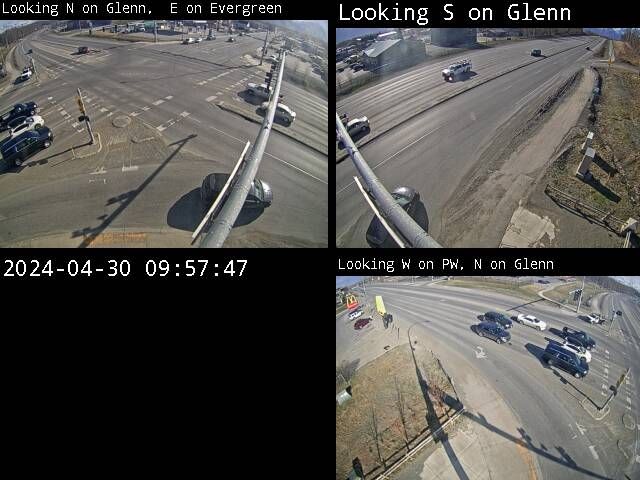 Looking N on Glenn,  E on Evergreen
Looking S on Glenn
2024-04-30 09:57:47
Looking W on PW, N on Glenn